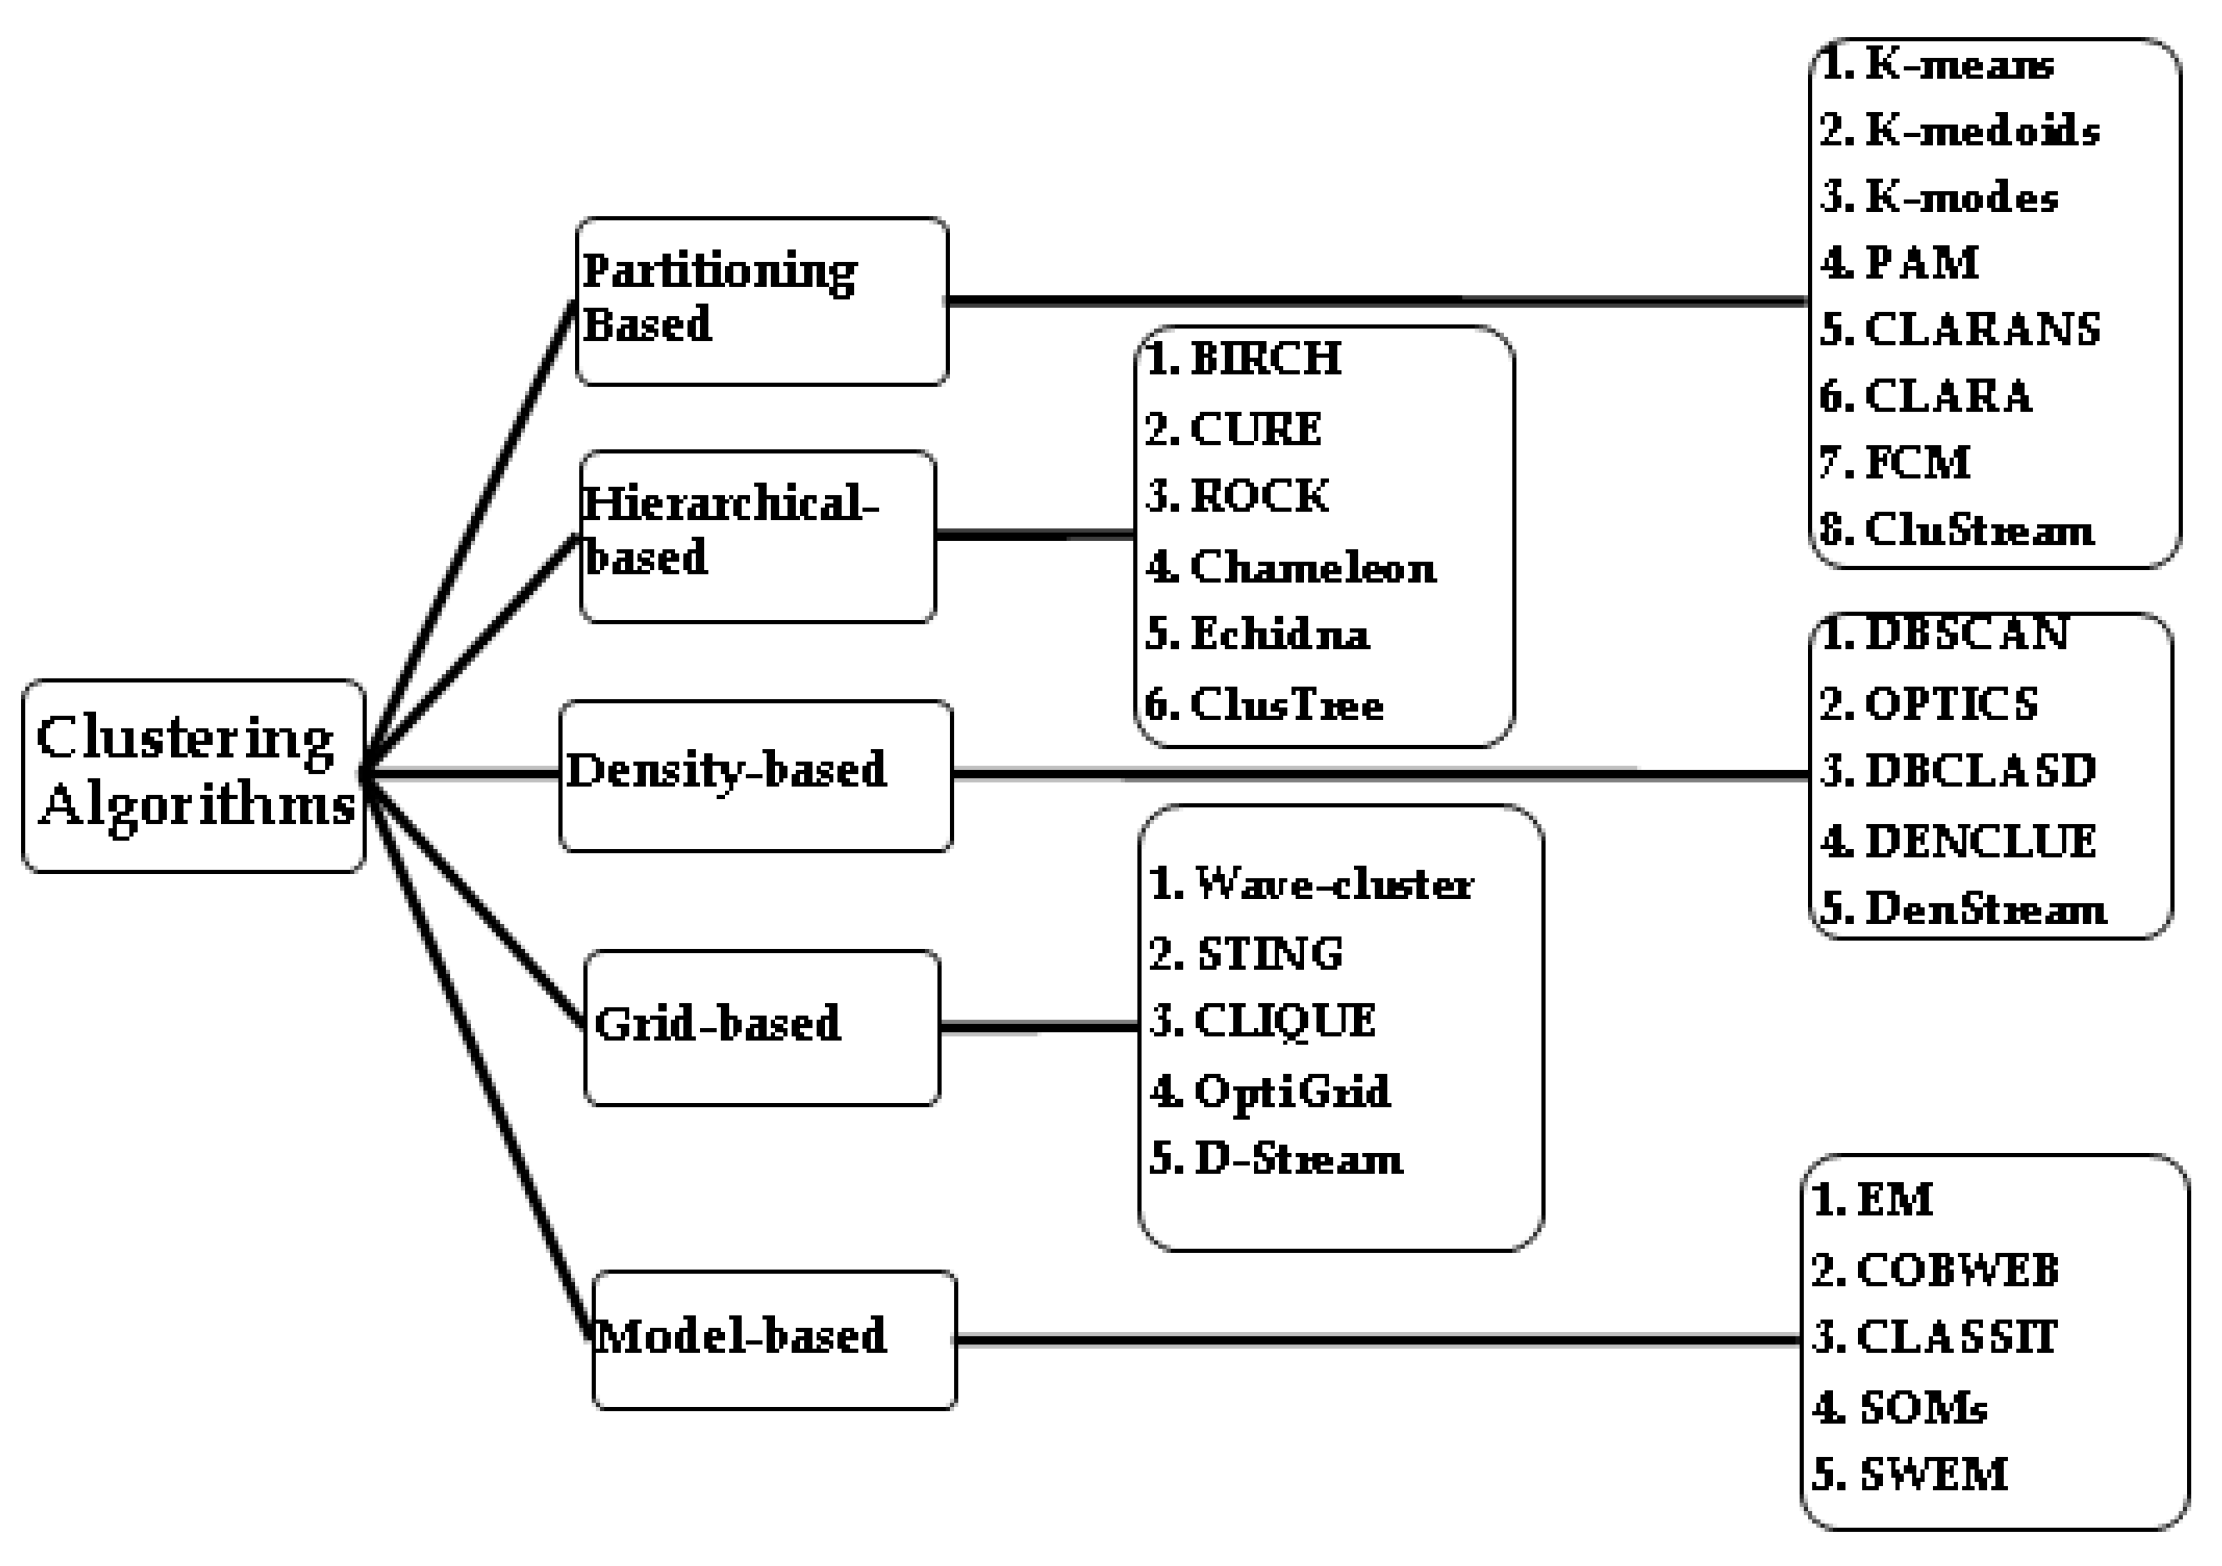 Clustering
Algorithms
Partitioning
Based
1. K-means
2. K-medoids
3. K-modes
4. PAM
5. CLARANS
6. CLARA
7. FCM
8. CluStream
Hierarchical-
based
1. BIRCH
2. CURE
3. ROCK
4. Chameleon
5. Echidna
6. ClusTree
Density-based
1. DBSCAN
2. OPTICS
3. DBCLASD
4. DENCLUE
5. DenStream
Grid-based
1. Wave-cluster
2. STING
3. CLIQUE
4. OptiGrid
5. D-Stream
Model-based
1. EM
2. COBWEB
3. CLASSIT
4. SOMs
5. SWEM